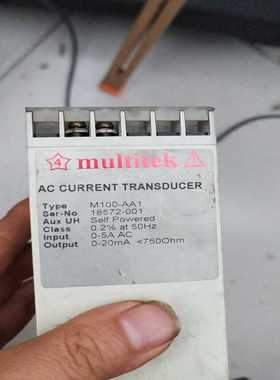 4 multitek
AC CURRENT TRANSDUCER
Type M100-AA1
Ser-No 18572-001
Aux UH Self Powered
Class 0.2% at 50Hz
Input 0-5A AC
Output 0-20mA <750Ohm